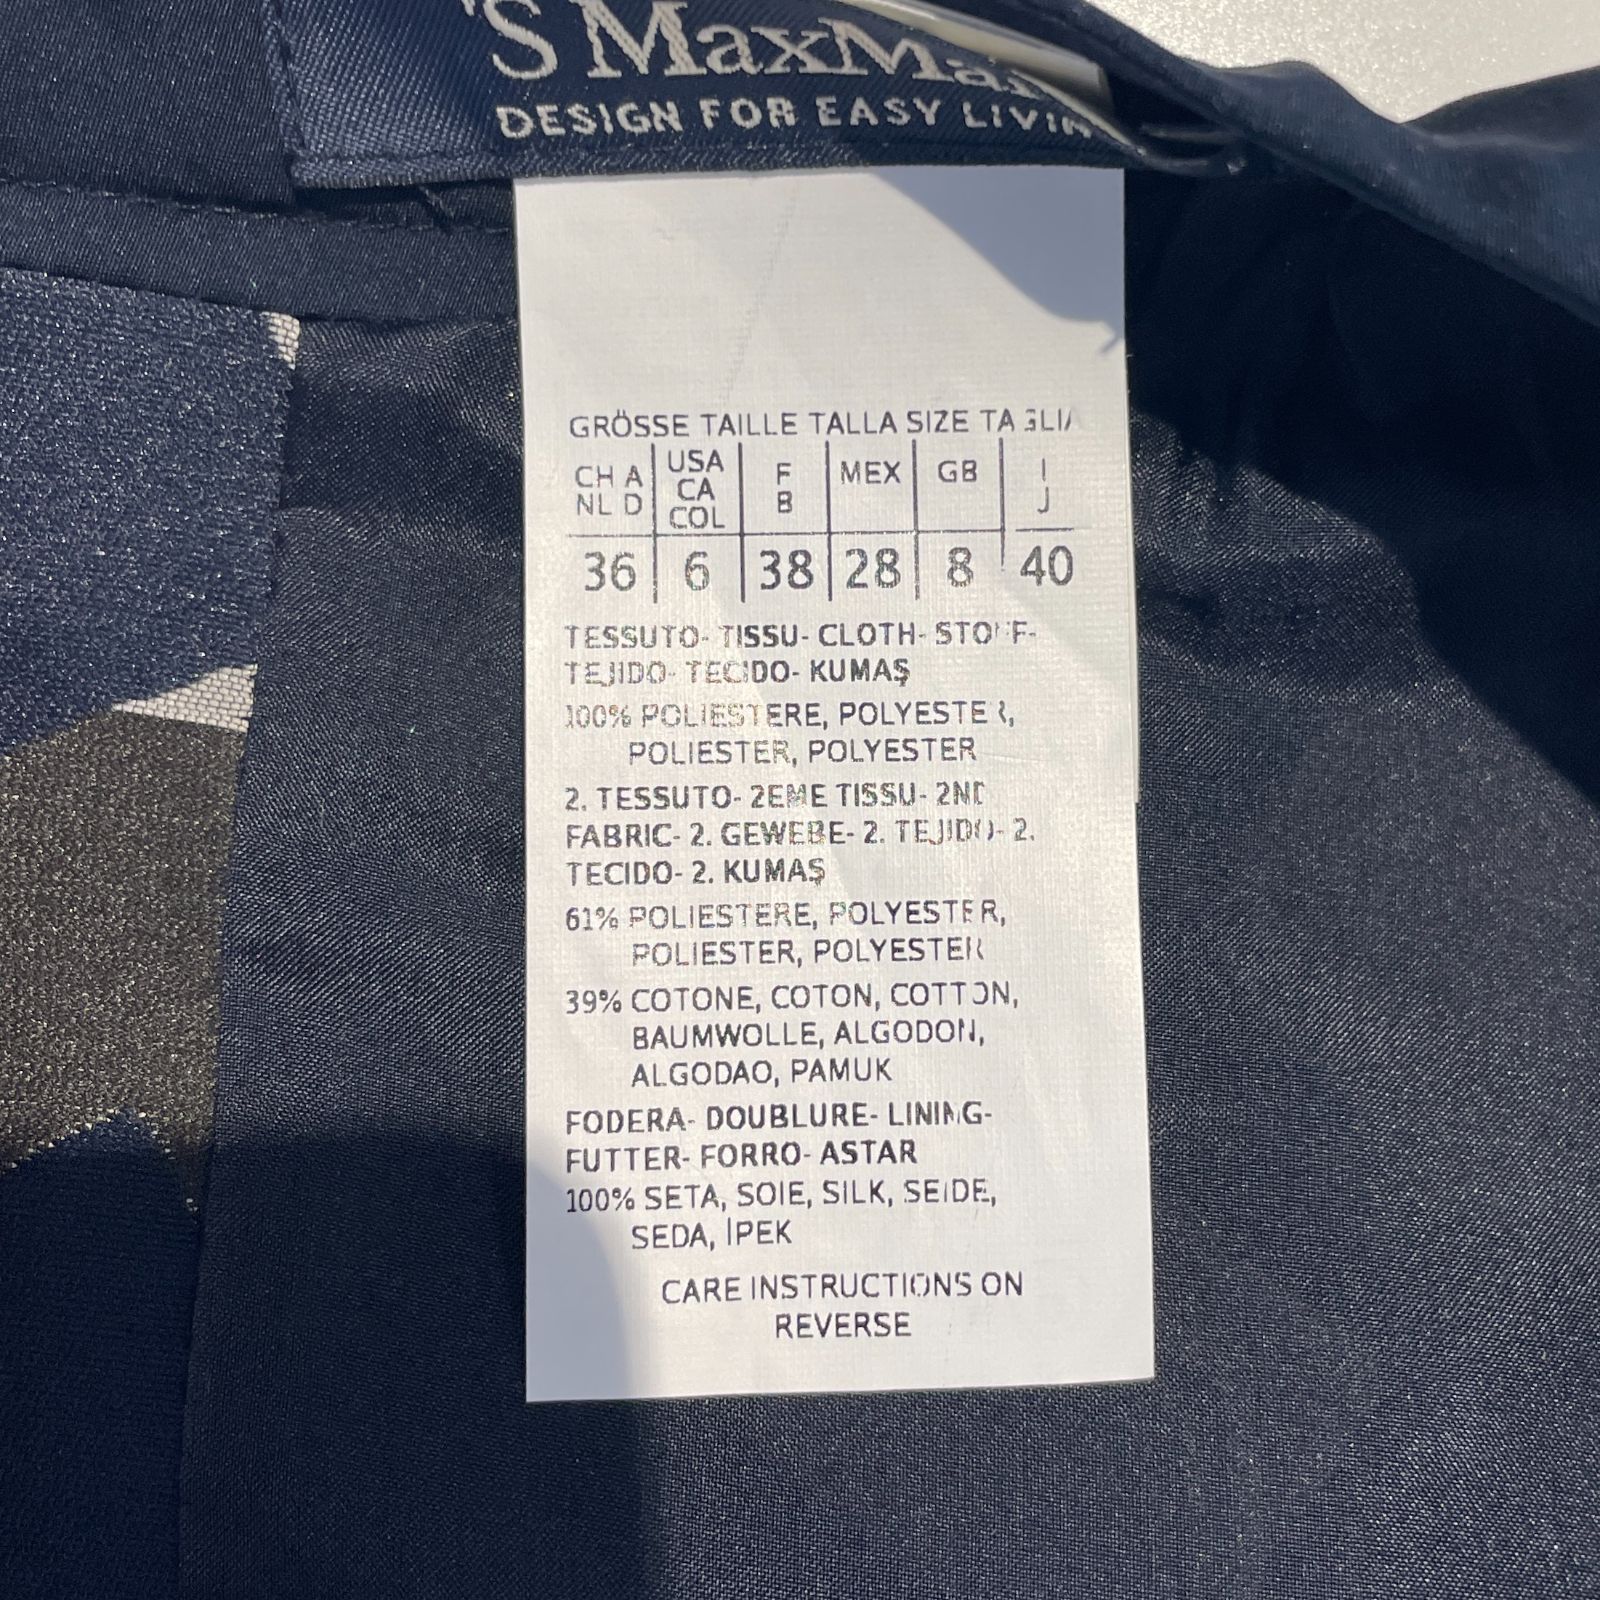 'S MaxMara
DESIGN FOR EASY LIVING
GRÖSSE TAILLE TALLA SIZE TAGLIA
CH A NL D USA CA COL F B MEX GB I J
36 6 38 28 8 40
TESSUTO- TISSU- CLOTH- STOFF-
TEJIDO- TECIDO- KUMAŞ
100% POLIESTERE, POLYESTER,
POLIESTER, POLYESTER
2. TESSUTO- 2EME TISSU- 2ND
FABRIC- 2. GEWEBE- 2. TEJIDO- 2.
TECIDO- 2. KUMAŞ
61% POLIESTERE, POLYESTER,
POLIESTER, POLYESTER
39% COTONE, COTON, COTTON,
BAUMWOLLE, ALGODON,
ALGODAO, PAMUK
FODERA- DOUBLURE- LINING-
FUTTER- FORRO- ASTAR
100% SETA, SOIE, SILK, SEIDE,
SEDA, İPEK
CARE INSTRUCTIONS ON
REVERSE